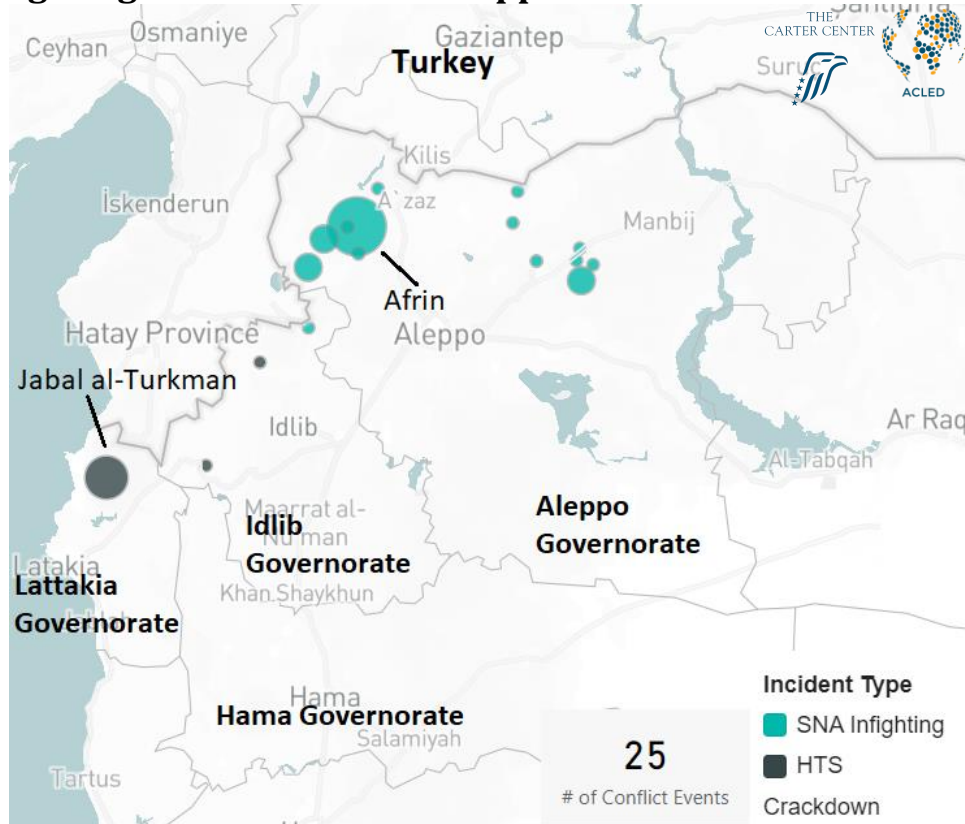 Ceyhan
Osmaniye
Gaziantep
Turkey
THE
CARTER CENTER
ACLED
Suruç
Kilis
A`zaz
İskenderun
Manbij
Afrin
Hatay Province
Aleppo
Jabal al-Turkman
Idlib
Ar Raq
Al-Tabqah
Maarrat al-
Nu'man
Idlib
Governorate
Aleppo
Governorate
Latakia
Lattakia
Governorate
Khan Shaykhun
Hama
Hama Governorate
Salamiyah
Tartus
25
# of Conflict Events
Incident Type
SNA Infighting
HTS
Crackdown